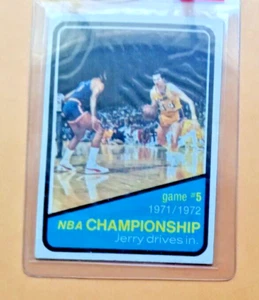 game #5
1971/1972
NBA CHAMPIONSHIP
Jerry drives in.